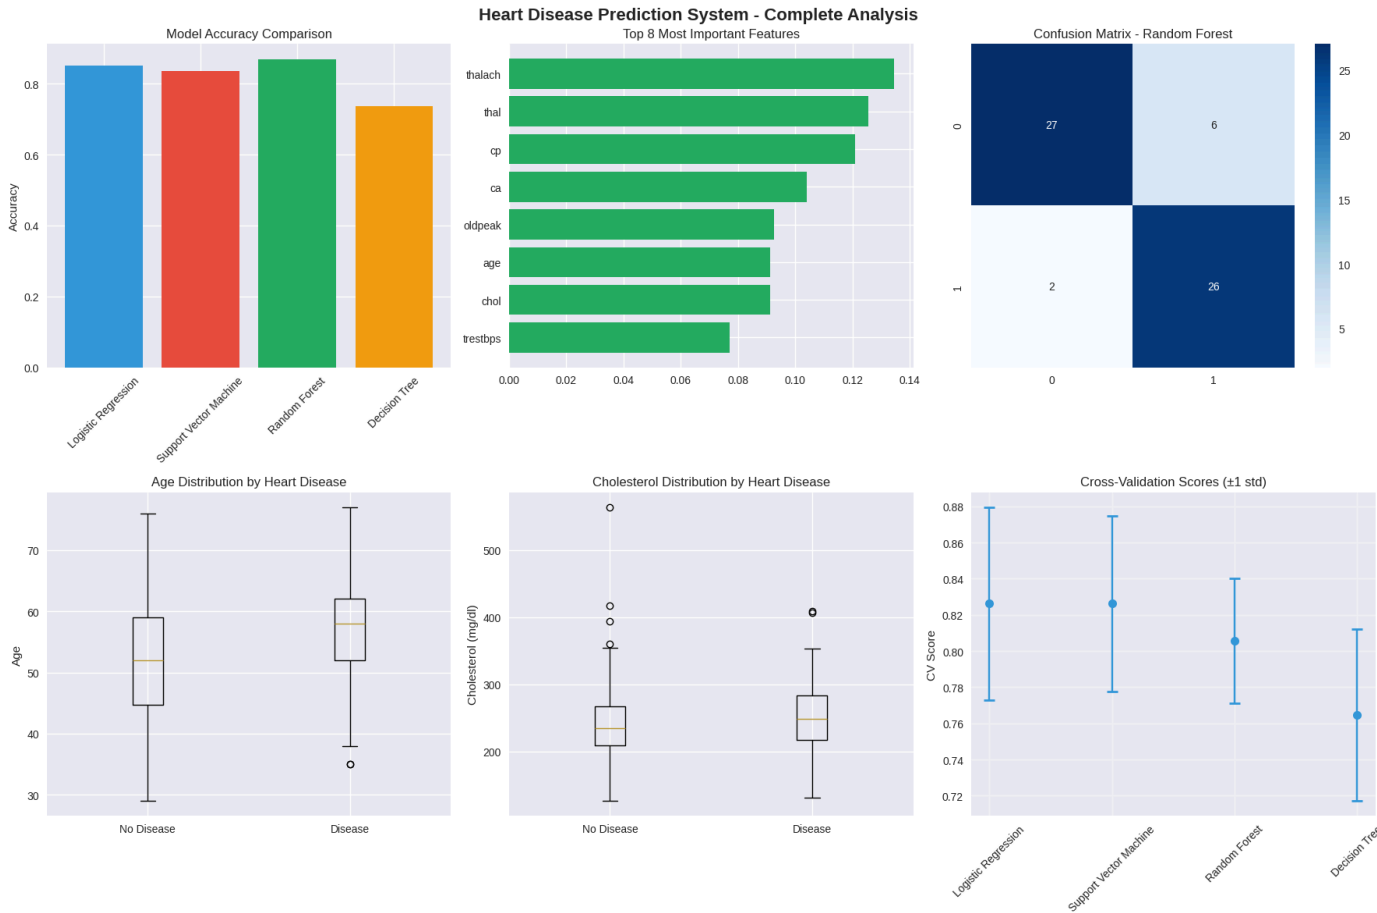 Heart Disease Prediction System - Complete Analysis
Model Accuracy Comparison
Accuracy
0.8
0.6
0.4
0.2
0.0
Logistic Regression
Support Vector Machine
Random Forest
Decision Tree
Top 8 Most Important Features
thalach
thal
cp
ca
oldpeak
age
chol
trestbps
0.00 0.02 0.04 0.06 0.08 0.10 0.12 0.14
Confusion Matrix - Random Forest
0
1
27 6
2 26
0 1
25
20
15
10
5
Age Distribution by Heart Disease
Age
70
60
50
40
30
No Disease Disease
Cholesterol Distribution by Heart Disease
Cholesterol (mg/dl)
500
400
300
200
No Disease Disease
Cross-Validation Scores (±1 std)
CV Score
0.88
0.86
0.84
0.82
0.80
0.78
0.76
0.74
0.72
Logistic Regression
Support Vector Machine
Random Forest
Decision Tree